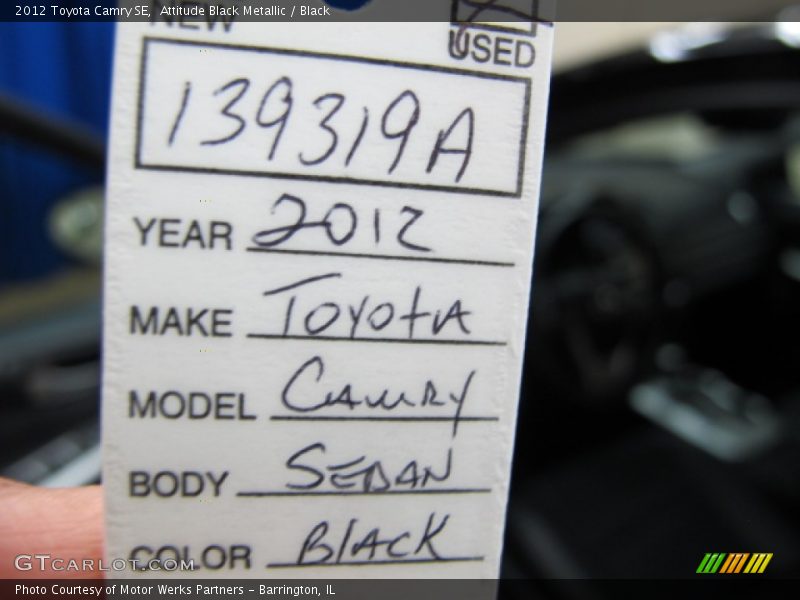 2012 Toyota Camry SE, Attitude Black Metallic / Black
NEW
USED
139319A
YEAR 2012
MAKE TOYOTA
MODEL CAMRY
BODY SEDAN
COLOR BLACK
GTCARLOT.COM
Photo Courtesy of Motor Werks Partners - Barrington, IL